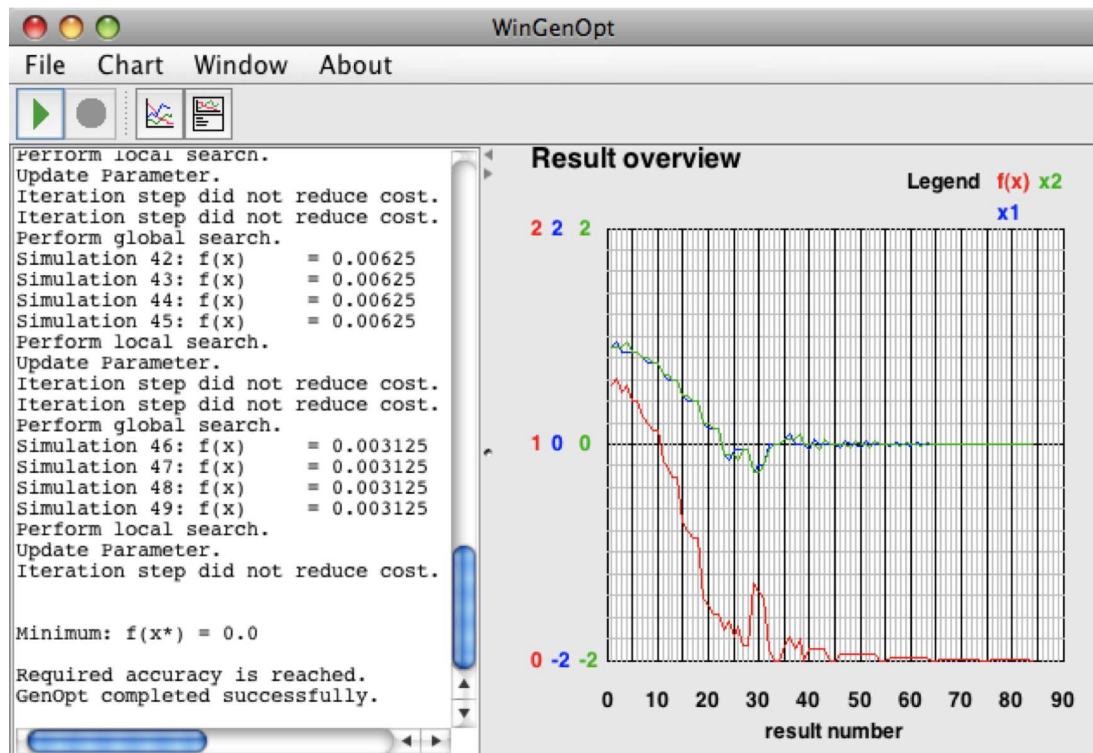 WinGenOpt
File Chart Window About
Perform local search.
Update Parameter.
Iteration step did not reduce cost.
Iteration step did not reduce cost.
Perform global search.
Simulation 42: f(x) = 0.00625
Simulation 43: f(x) = 0.00625
Simulation 44: f(x) = 0.00625
Simulation 45: f(x) = 0.00625
Perform local search.
Update Parameter.
Iteration step did not reduce cost.
Iteration step did not reduce cost.
Perform global search.
Simulation 46: f(x) = 0.003125
Simulation 47: f(x) = 0.003125
Simulation 48: f(x) = 0.003125
Simulation 49: f(x) = 0.003125
Perform local search.
Update Parameter.
Iteration step did not reduce cost.
Minimum: f(x*) = 0.0
Required accuracy is reached.
GenOpt completed successfully.
Result overview
Legend f(x) x2
x1
2 2 2
1 0 0
0 -2 -2
0 10 20 30 40 50 60 70 80 90
result number